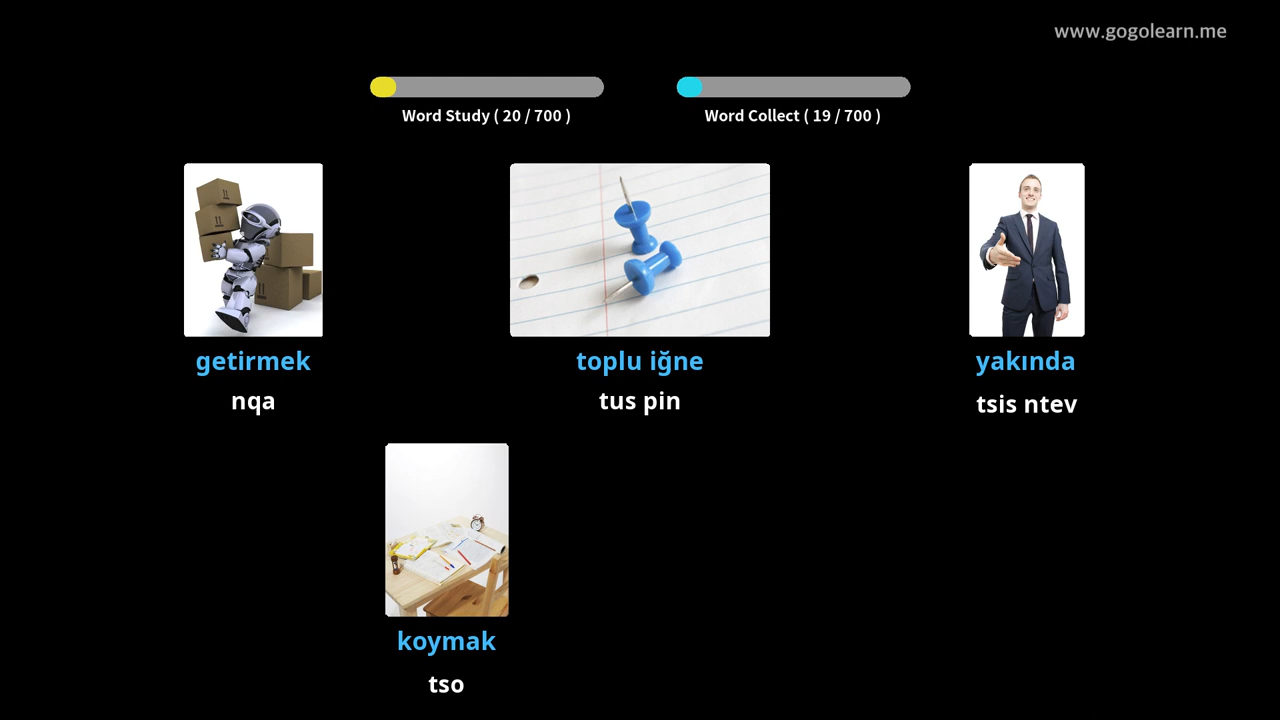 www.gogolearn.me
Word Study ( 20 / 700 )
Word Collect ( 19 / 700 )
getirmek
nqa
toplu iğne
tus pin
yakında
tsis ntev
koymak
tso